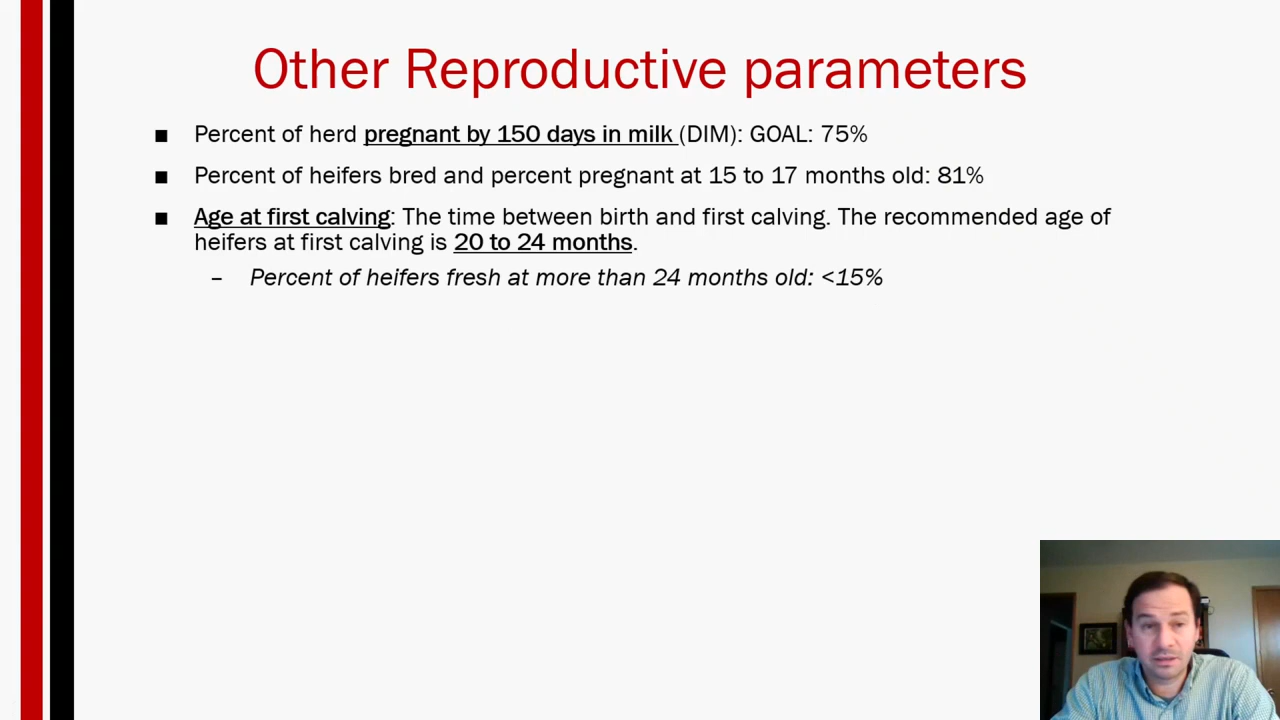 Other Reproductive parameters
■ Percent of herd pregnant by 150 days in milk (DIM): GOAL: 75%
■ Percent of heifers bred and percent pregnant at 15 to 17 months old: 81%
■ Age at first calving: The time between birth and first calving. The recommended age of
heifers at first calving is 20 to 24 months.
– Percent of heifers fresh at more than 24 months old: <15%